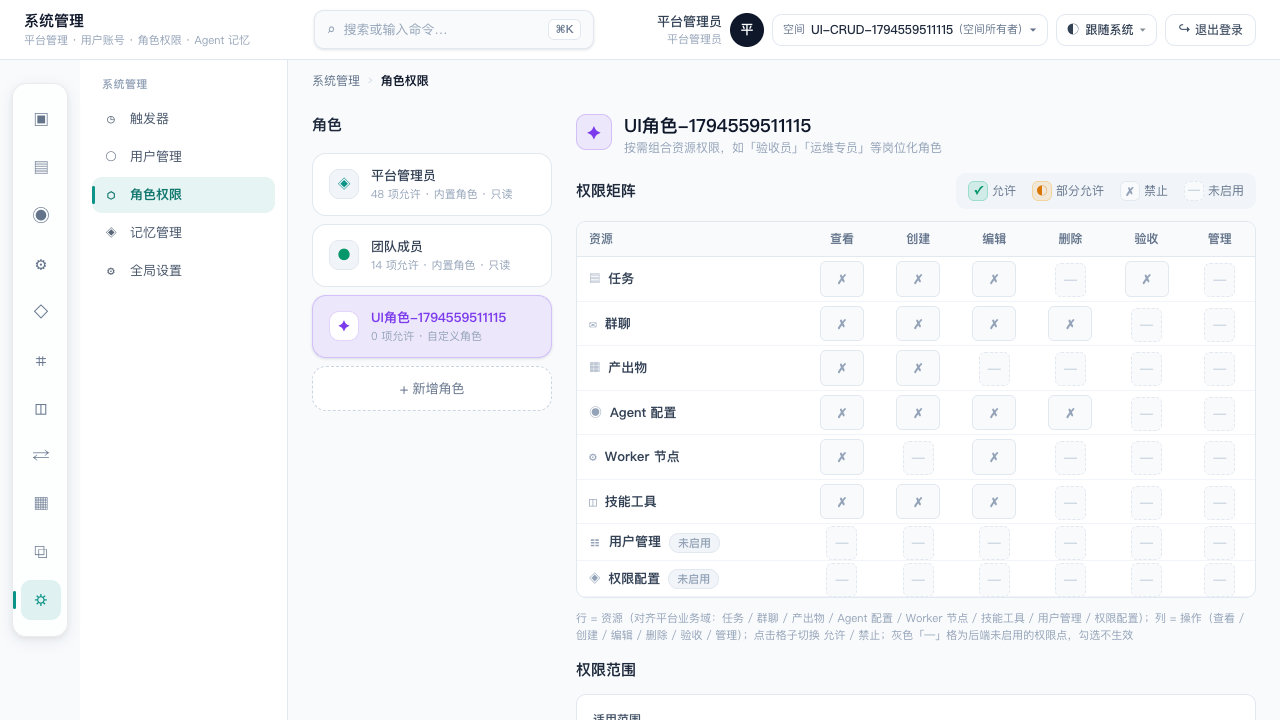 系统管理
平台管理 · 用户账号 · 角色权限 · Agent 记忆
搜索或输入命令… ⌘K
平台管理员
平台管理员
平
空间 UI-CRUD-1794559511115 (空间所有者)
跟随系统
退出登录
系统管理
触发器
用户管理
角色权限
记忆管理
全局设置
系统管理 › 角色权限
角色
平台管理员
48 项允许 · 内置角色 · 只读
团队成员
14 项允许 · 内置角色 · 只读
UI角色-1794559511115
0 项允许 · 自定义角色
+ 新增角色
UI角色-1794559511115
按需组合资源权限，如「验收员」「运维专员」等岗位化角色
权限矩阵
✓ 允许 部分允许 ✗ 禁止 — 未启用
资源 查看 创建 编辑 删除 验收 管理
任务 ✗ ✗ ✗ — ✗ —
群聊 ✗ ✗ ✗ ✗ — —
产出物 ✗ ✗ — — — —
Agent 配置 ✗ ✗ ✗ ✗ — —
Worker 节点 ✗ — ✗ — — —
技能工具 ✗ ✗ ✗ — — —
用户管理 未启用 — — — — — —
权限配置 未启用 — — — — — —
行 = 资源（对齐平台业务域：任务 / 群聊 / 产出物 / Agent 配置 / Worker 节点 / 技能工具 / 用户管理 / 权限配置）；列 = 操作（查看 /
创建 / 编辑 / 删除 / 验收 / 管理）；点击格子切换 允许 / 禁止；灰色「—」格为后端未启用的权限点，勾选不生效
权限范围
适用范围